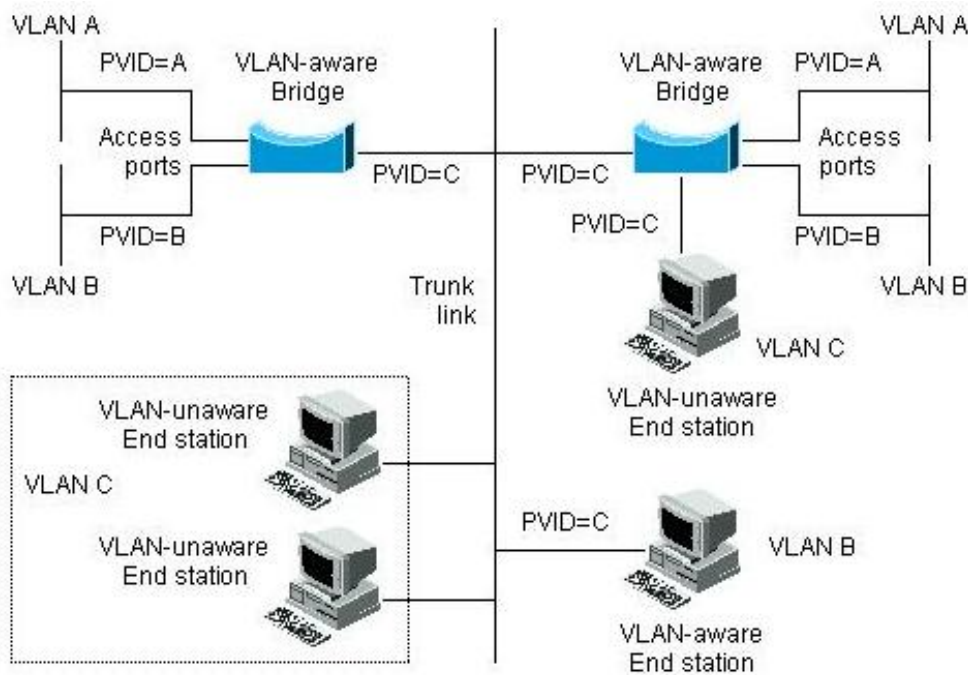 VLAN A
PVID=A
VLAN-aware
Bridge
VLAN-aware
Bridge
PVID=A
VLAN A
Access
ports
PVID=C
PVID=C
Access
ports
PVID=B
PVID=C
PVID=B
VLAN B
Trunk
link
VLAN B
VLAN C
VLAN-unaware
End station
VLAN-unaware
End station
VLAN C
VLAN-unaware
End station
PVID=C
VLAN B
VLAN-aware
End station